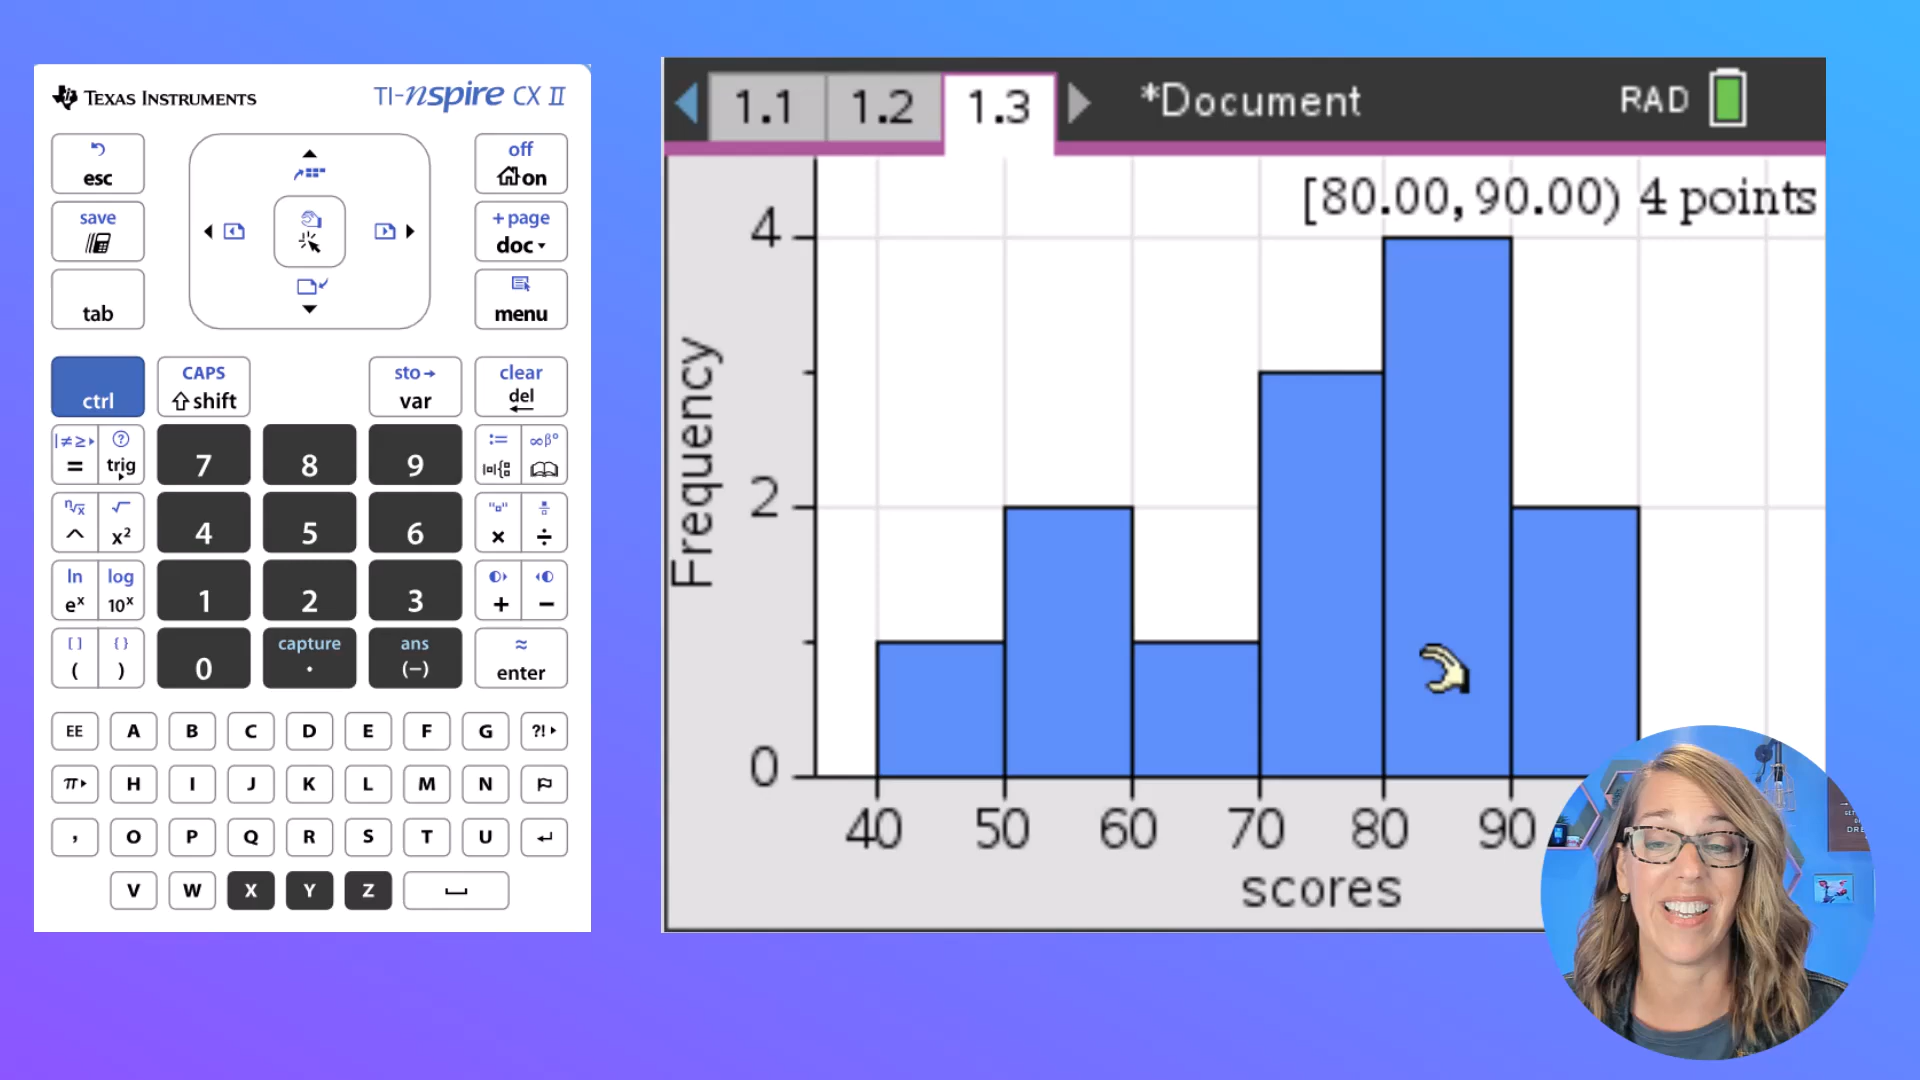 TEXAS INSTRUMENTS
TI-nspire CX II
esc
off
on
save
+ page
doc
tab
menu
ctrl
CAPS
shift
sto
var
clear
del
|≠≥
=
?
trig
7
8
9
:=
∞β°
ⁿ√x
^
√
x²
4
5
6
×
÷
ln
eˣ
log
10ˣ
1
2
3
+
−
[ ]
(
{ }
)
0
capture
.
ans
(−)
≈
enter
EE
A
B
C
D
E
F
G
?!
π
H
I
J
K
L
M
N
,
O
P
Q
R
S
T
U
V
W
X
Y
Z
1.1
1.2
1.3
*Document
RAD
[80.00, 90.00) 4 points
Frequency
4
2
0
40
50
60
70
80
90
scores